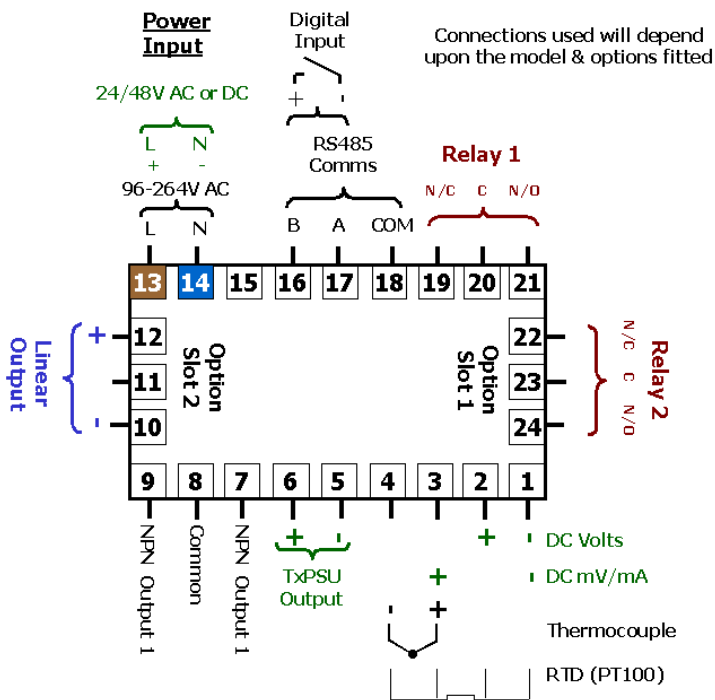 Power
Input
Digital
Input
Connections used will depend
upon the model & options fitted
24/48V AC or DC
L N
+ -
96-264V AC
L N
+ -
RS485
Comms
B A COM
Relay 1
N/C C N/O
13 14 15 16 17 18 19 20 21
12
11
10
+
-
Linear
Output
Option
Slot 2
Option
Slot 1
22
23
24
N/C C N/O
Relay 2
9 8 7 6 5 4 3 2 1
NPN Output 1
Common
NPN Output 1
+ -
TxPSU
Output
+ - DC Volts
+ - DC mV/mA
- +
Thermocouple
RTD (PT100)